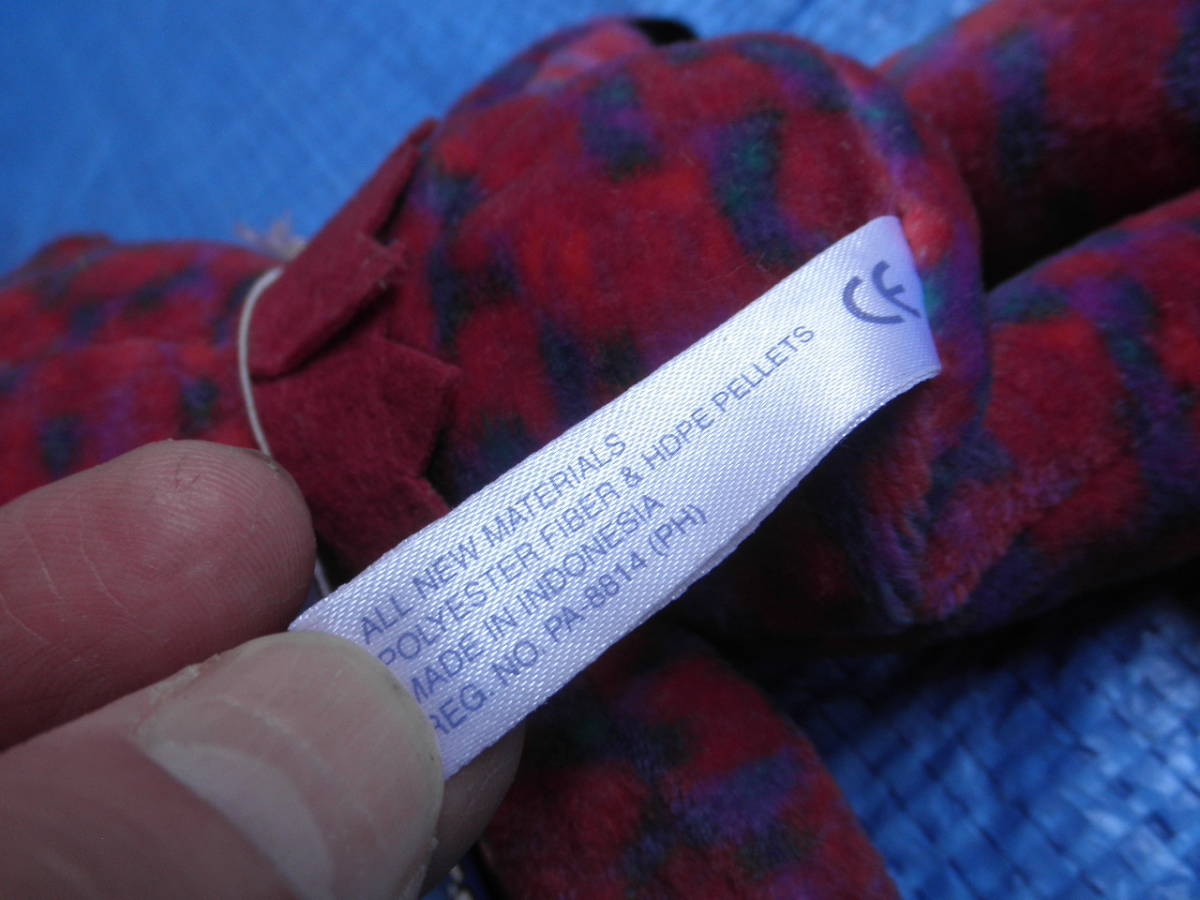 CE
ALL NEW MATERIALS
POLYESTER FIBER & HDPE PELLETS
MADE IN INDONESIA
REG. NO. PA-8814 (PH)